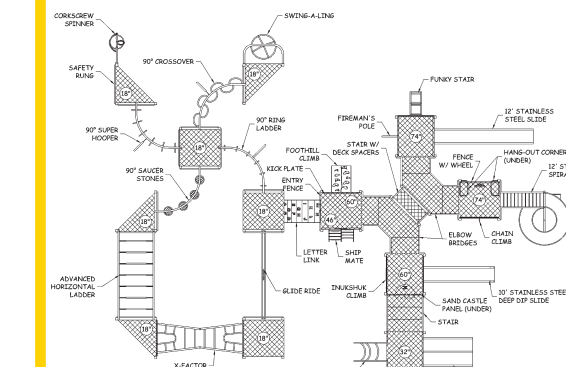 CORKSCREW
SPINNER
SWING-A-LING
SAFETY
RUNG
90° CROSSOVER
18"
18"
FUNKY STAIR
90° SUPER
HOOPER
90° RING
LADDER
FIREMAN'S
POLE
12' STAINLESS
STEEL SLIDE
74"
18"
FOOTHILL
CLIMB
STAIR W/
DECK SPACERS
FENCE
W/ WHEEL
HANG-OUT CORNER
(UNDER)
KICK PLATE
12' S
SPIRA
90° SAUCER
STONES
ENTRY
FENCE
60"
74"
18"
18"
46"
LETTER
LINK
SHIP
MATE
ELBOW
BRIDGES
CHAIN
CLIMB
ADVANCED
HORIZONTAL
LADDER
GLIDE RIDE
INUKSHUK
CLIMB
60"
10' STAINLESS STEE
DEEP DIP SLIDE
SAND CASTLE
PANEL (UNDER)
STAIR
18"
18"
32"
X-FACTOR